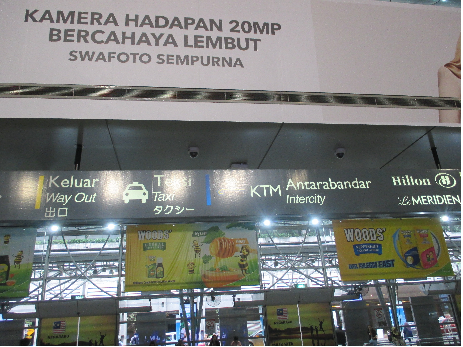 KAMERA HADAPAN 20MP
BERCAHAYA LEMBUT
SWAFOTO SEMPURNA
Keluar
Way Out
出口
Taxi
タクシー
KTM Antarabandar
Intercity
Hilton
LE MERIDIEN
WOODS'
WOODS'